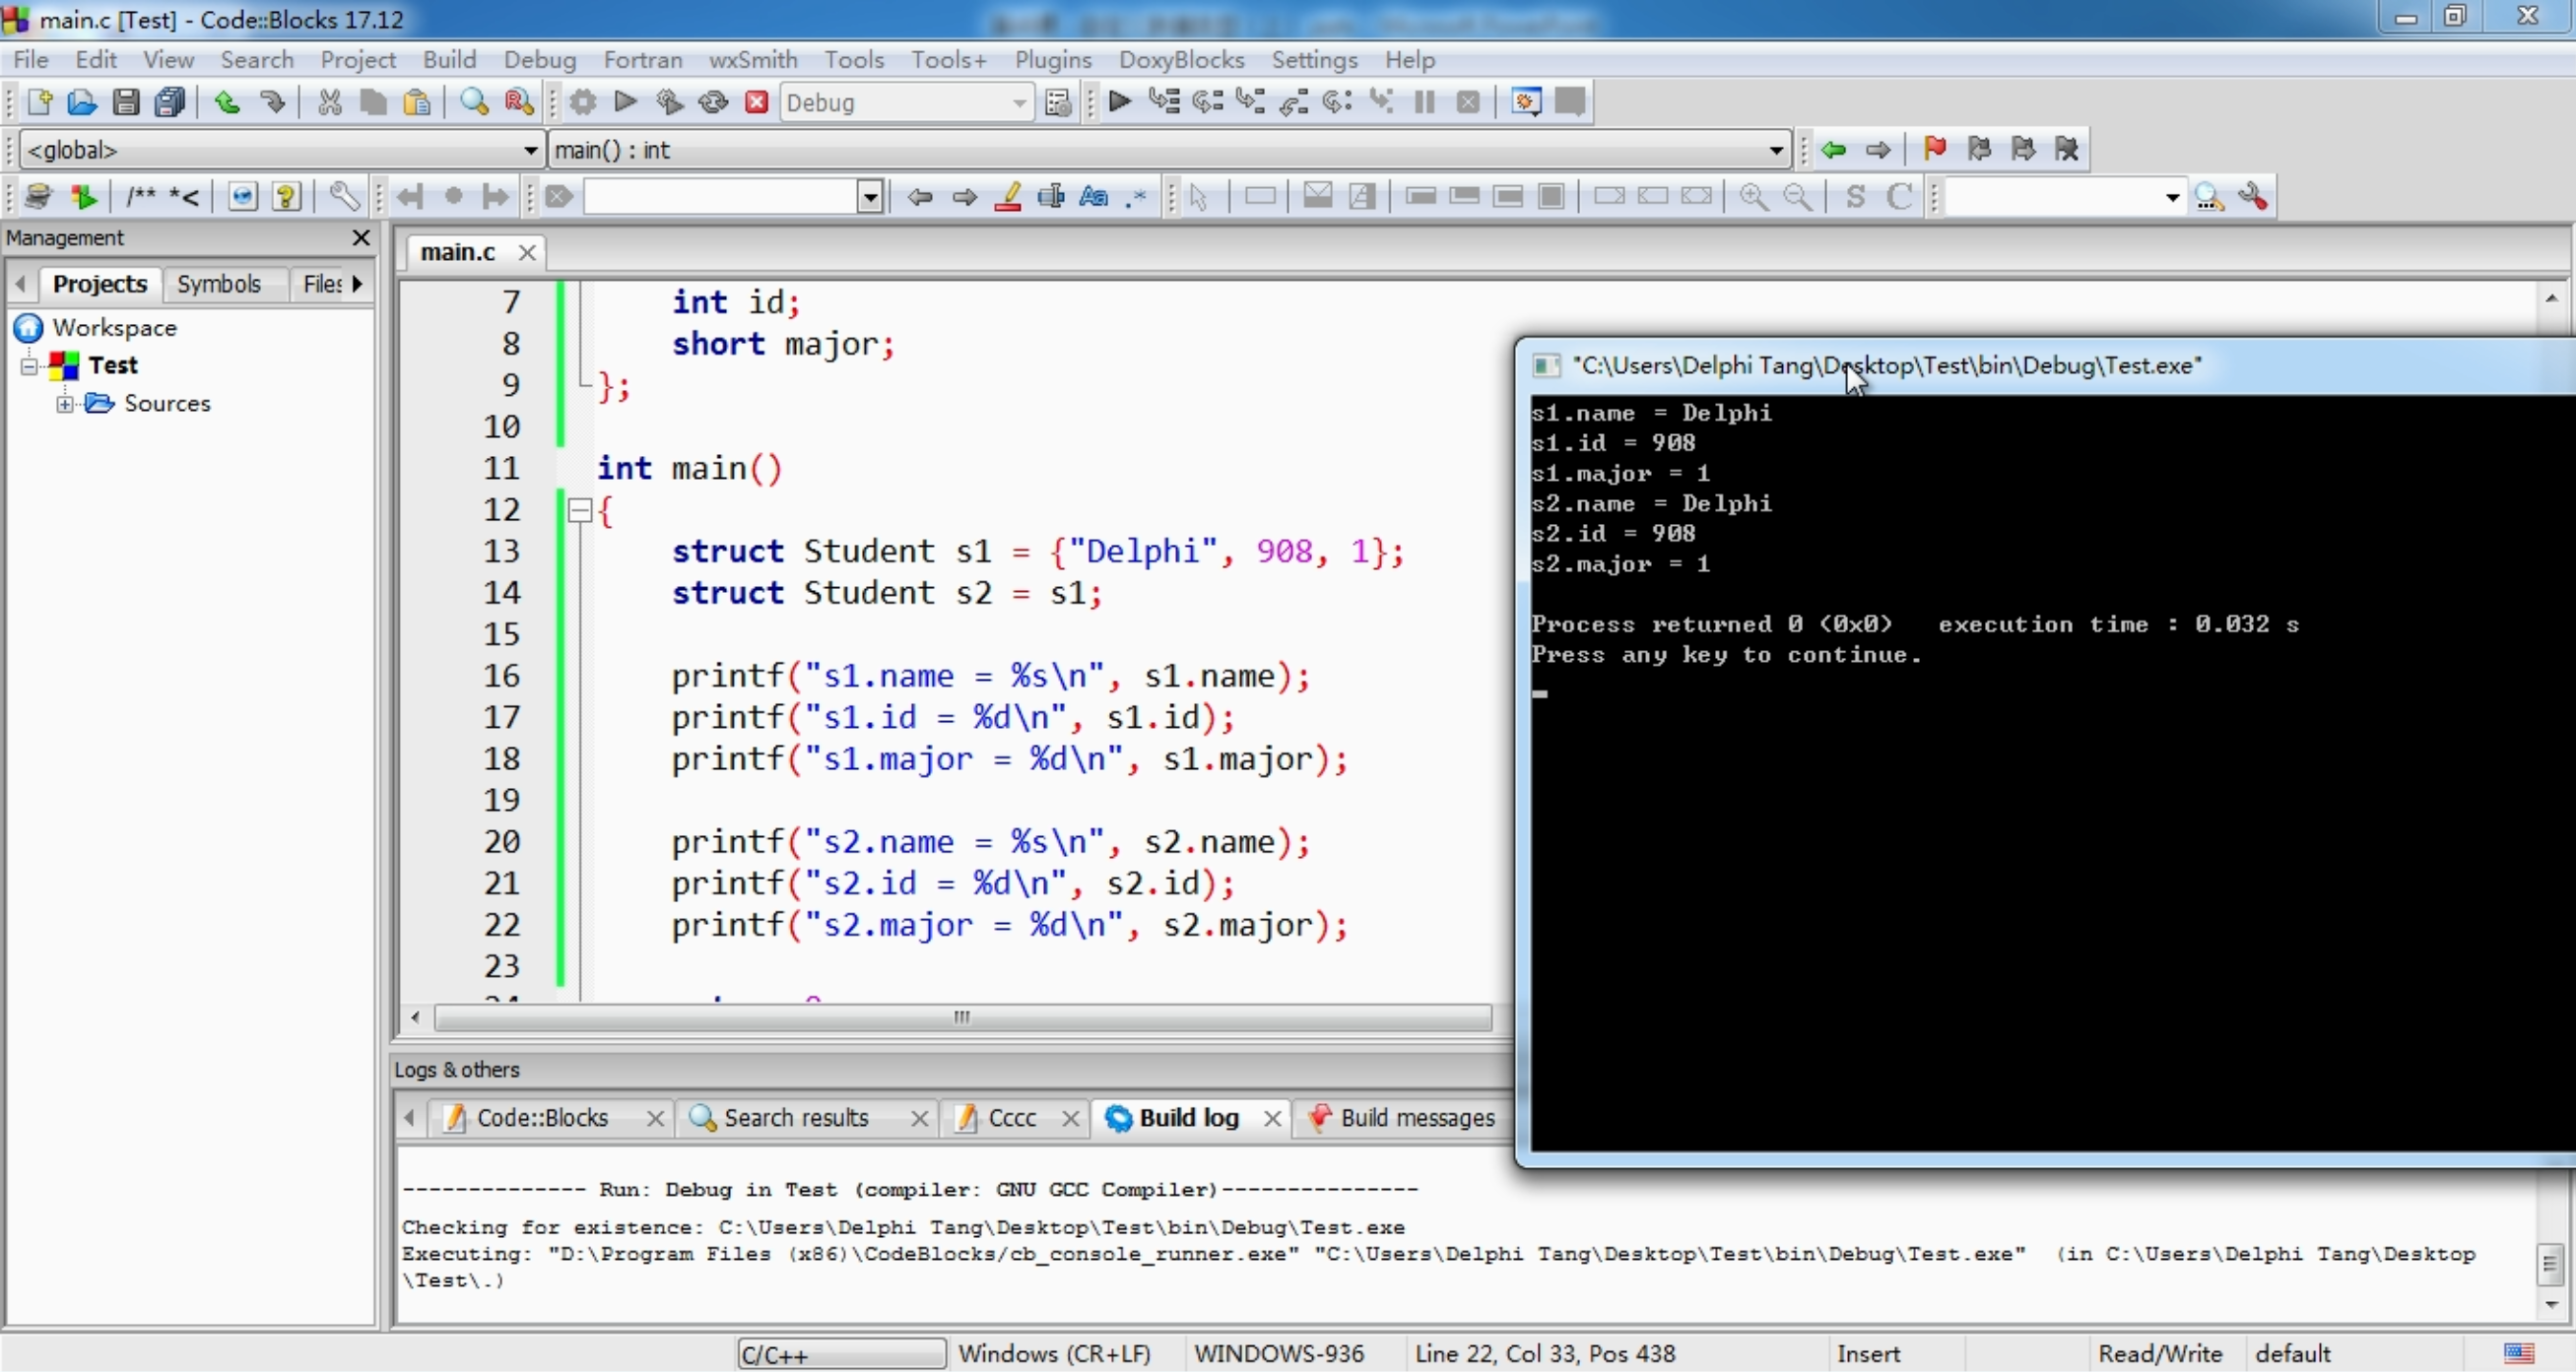 main.c [Test] - Code::Blocks 17.12
File Edit View Search Project Build Debug Fortran wxSmith Tools Tools+ Plugins DoxyBlocks Settings Help
Debug
<global> main() : int
/** *< Aa .* S C
Management
Projects Symbols Files
Workspace
Test
Sources
main.c
7 int id;
8 short major;
9 };
10
11 int main()
12 {
13 struct Student s1 = {"Delphi", 908, 1};
14 struct Student s2 = s1;
15
16 printf("s1.name = %s\n", s1.name);
17 printf("s1.id = %d\n", s1.id);
18 printf("s1.major = %d\n", s1.major);
19
20 printf("s2.name = %s\n", s2.name);
21 printf("s2.id = %d\n", s2.id);
22 printf("s2.major = %d\n", s2.major);
23
"C:\Users\Delphi Tang\Desktop\Test\bin\Debug\Test.exe"
s1.name = Delphi
s1.id = 908
s1.major = 1
s2.name = Delphi
s2.id = 908
s2.major = 1
Process returned 0 (0x0) execution time : 0.032 s
Press any key to continue.
Logs & others
Code::Blocks Search results Cccc Build log Build messages
-------------- Run: Debug in Test (compiler: GNU GCC Compiler)---------------
Checking for existence: C:\Users\Delphi Tang\Desktop\Test\bin\Debug\Test.exe
Executing: "D:\Program Files (x86)\CodeBlocks/cb_console_runner.exe" "C:\Users\Delphi Tang\Desktop\Test\bin\Debug\Test.exe" (in C:\Users\Delphi Tang\Desktop
\Test\.)
C/C++ Windows (CR+LF) WINDOWS-936 Line 22, Col 33, Pos 438 Insert Read/Write default